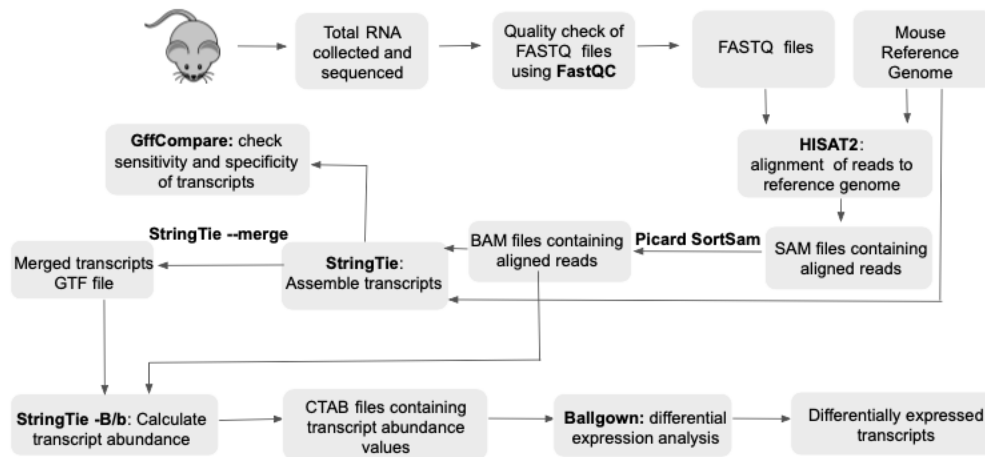 Total RNA
collected and
sequenced
Quality check of
FASTQ files
using FastQC
FASTQ files
Mouse
Reference
Genome
GffCompare: check
sensitivity and specificity
of transcripts
HISAT2:
alignment of reads to
reference genome
StringTie --merge
Merged transcripts
GTF file
StringTie:
Assemble transcripts
BAM files containing
aligned reads
Picard SortSam
SAM files containing
aligned reads
StringTie -B/b: Calculate
transcript abundance
CTAB files containing
transcript abundance
values
Ballgown: differential
expression analysis
Differentially expressed
transcripts